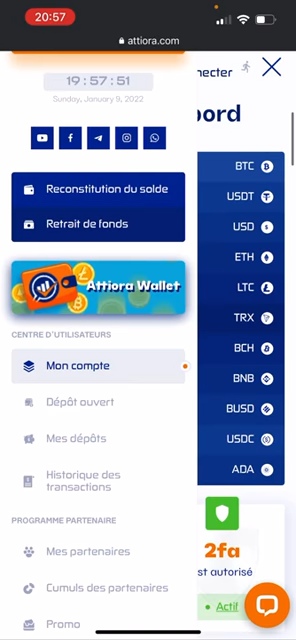 20:57
attiora.com
19:57:51
Sunday, January 9, 2022
necter
ord
Reconstitution du solde
Retrait de fonds
Attiora Wallet
CENTRE D'UTILISATEURS
Mon compte
Dépôt ouvert
Mes dépôts
Historique des
transactions
PROGRAMME PARTENAIRE
Mes partenaires
Cumuls des partenaires
Promo
BTC
USDT
USD
ETH
LTC
TRX
BCH
BNB
BUSD
USDC
ADA
2fa
st autorisé
Actif